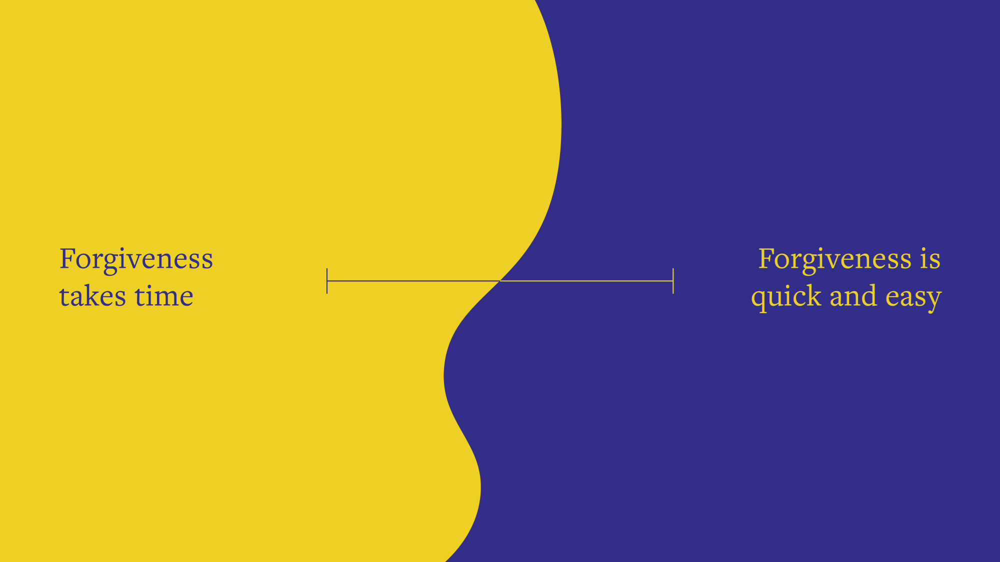 Forgiveness
takes time
Forgiveness is
quick and easy